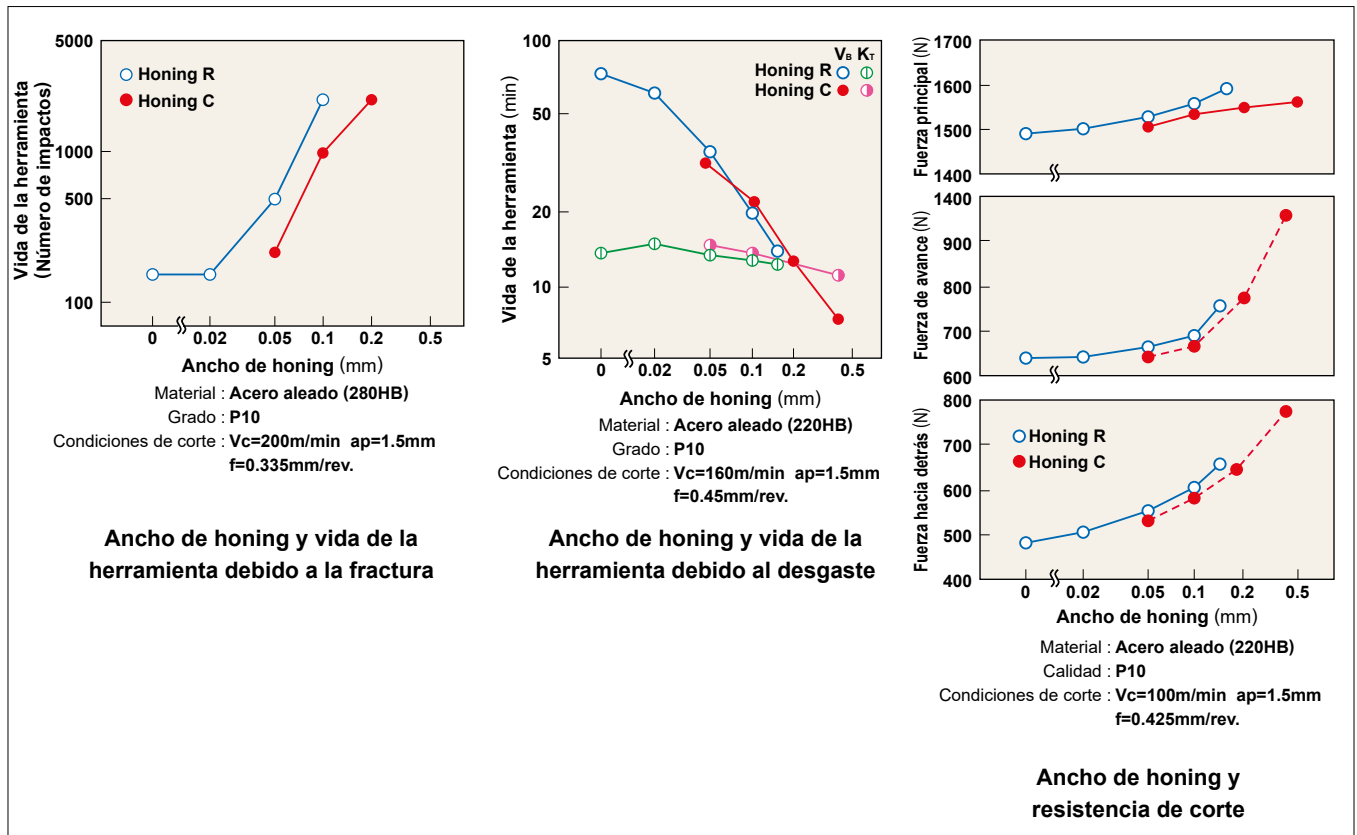 5000
1000
500
100
Vida de la herramienta
(Número de impactos)
Honing R
Honing C
0 0.02 0.05 0.1 0.2 0.5
Ancho de honing (mm)
Material : Acero aleado (280HB)
Grado : P10
Condiciones de corte : Vc=200m/min ap=1.5mm
f=0.335mm/rev.
Ancho de honing y vida de la
herramienta debido a la fractura
100
50
20
10
5
Vida de la herramienta (min)
VB KT
Honing R
Honing C
0 0.02 0.05 0.1 0.2 0.5
Ancho de honing (mm)
Material : Acero aleado (220HB)
Grado : P10
Condiciones de corte : Vc=160m/min ap=1.5mm
f=0.45mm/rev.
Ancho de honing y vida de la
herramienta debido al desgaste
1700
1600
1500
1400
Fuerza principal (N)
1400
900
800
700
600
Fuerza de avance (N)
800
700
600
500
400
Fuerza hacia detrás (N)
Honing R
Honing C
0 0.02 0.05 0.1 0.2 0.5
Ancho de honing (mm)
Material : Acero aleado (220HB)
Calidad : P10
Condiciones de corte : Vc=100m/min ap=1.5mm
f=0.425mm/rev.
Ancho de honing y
resistencia de corte